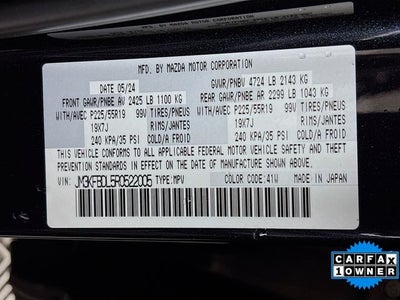 MFD. BY MAZDA MOTOR CORPORATION
DATE 05/24 GVWR/PNBV 4724 LB 2143 KG
FRONT GAWR/PNBE AV 2425 LB 1100 KG REAR GAWR/PNBE AR 2299 LB 1043 KG
WITH/AVEC P225/55R19 99V TIRES/PNEUS WITH/AVEC P225/55R19 99V TIRES/PNEUS
19X7J RIMS/JANTES 19X7J RIMS/JANTES
240 KPA/35 PSI COLD/A FROID 240 KPA/35 PSI COLD/A FROID
THIS VEHICLE CONFORMS TO ALL APPLICABLE FEDERAL MOTOR VEHICLE SAFETY, BUMPER, AND THEFT
PREVENTION STANDARDS IN EFFECT ON THE DATE OF MANUFACTURE SHOWN ABOVE.
VIN: JM3KFBDL5R0522005 TYPE: MPV COLOR CODE: 41W MADE IN JAPAN
CARFAX
1 OWNER